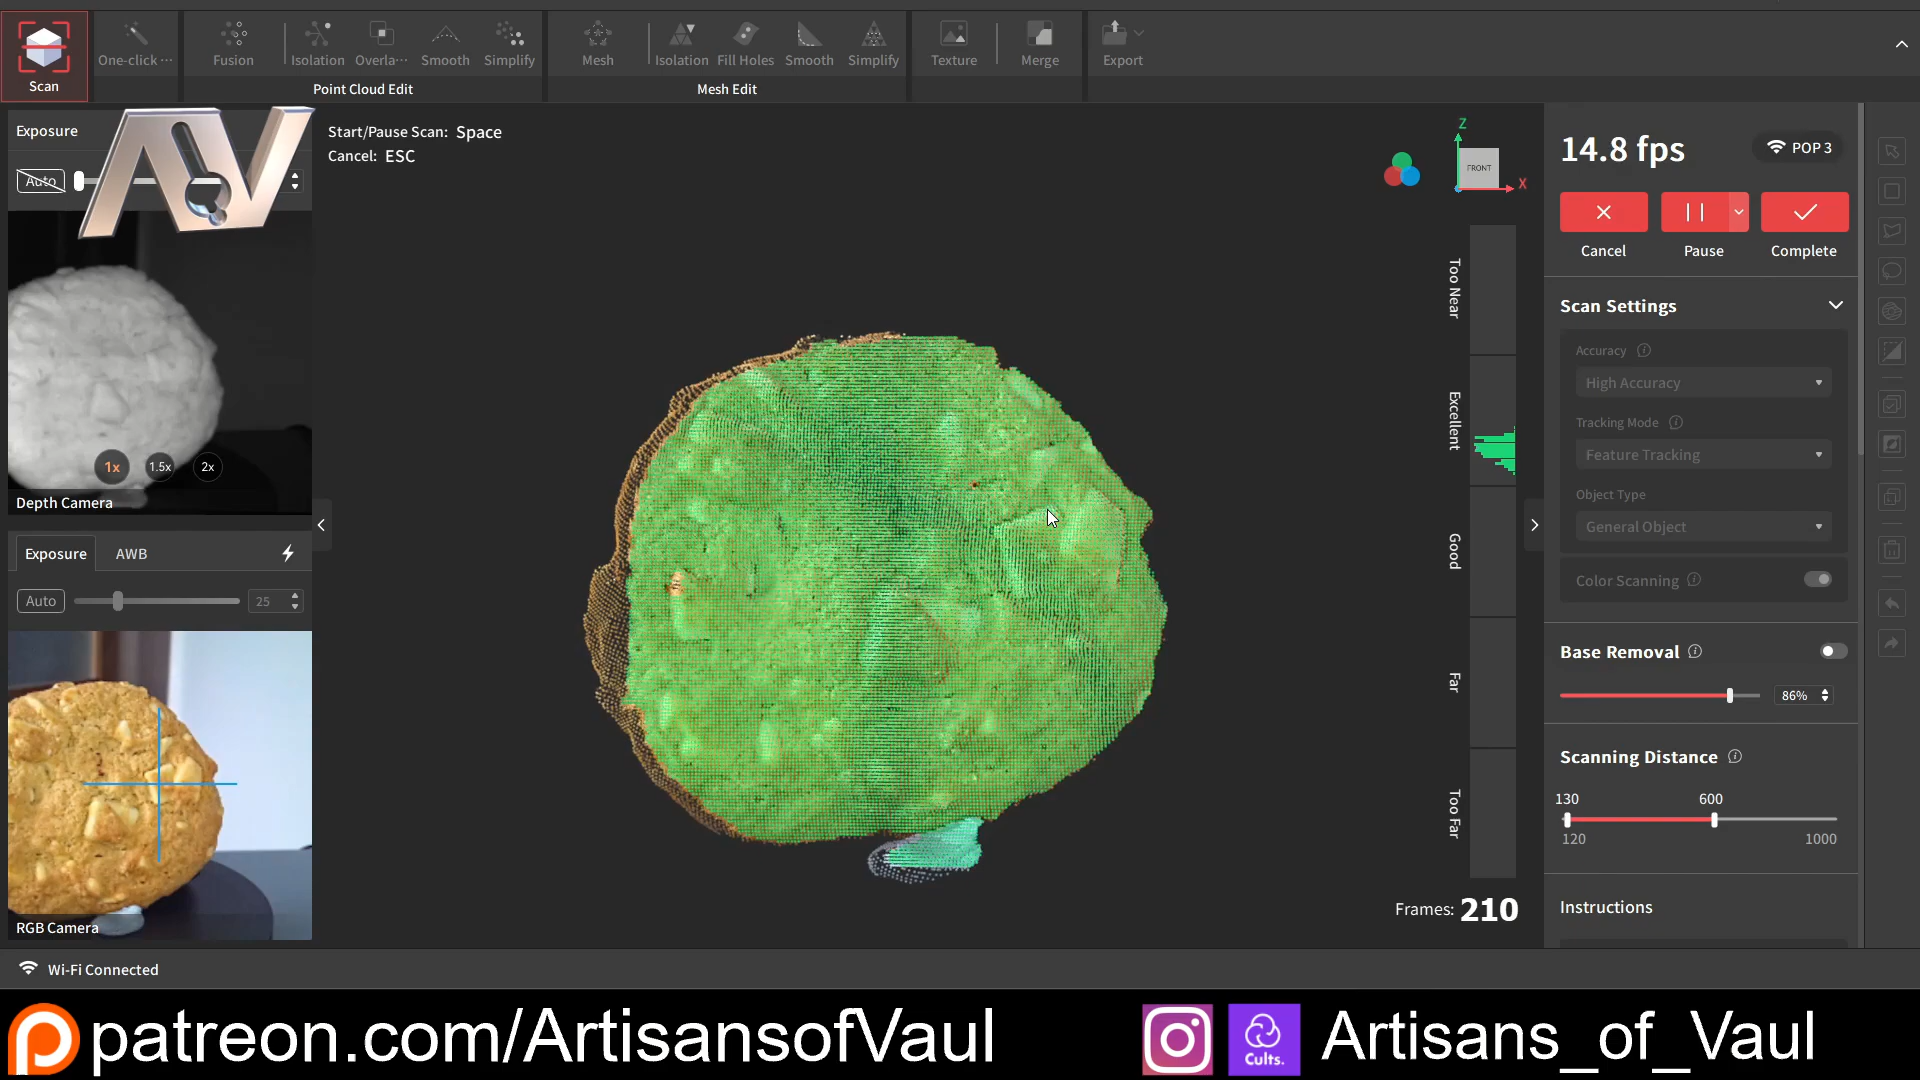 Scan
One-click ···
Fusion
Isolation
Overla···
Smooth
Simplify
Point Cloud Edit
Mesh
Isolation
Fill Holes
Smooth
Simplify
Mesh Edit
Texture
Merge
Export
Exposure
Auto
AV
1x
1.5x
2x
Depth Camera
Exposure
AWB
Auto
25
RGB Camera
Start/Pause Scan: Space
Cancel: ESC
Z
FRONT
X
Too Near
Excellent
Good
Far
Too Far
Frames: 210
14.8 fps
POP 3
Cancel
Pause
Complete
Scan Settings
Accuracy
High Accuracy
Tracking Mode
Feature Tracking
Object Type
General Object
Color Scanning
Base Removal
86%
Scanning Distance
130
600
120
1000
Instructions
Wi-Fi Connected
patreon.com/ArtisansofVaul
Cults.
Artisans_of_Vaul